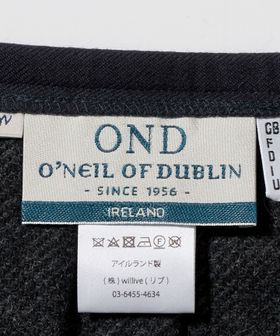 OND
O'NEIL OF DUBLIN
- SINCE 1956 -
IRELAND
アイルランド製
(株) willive ( リブ )
03-6455-4634
GB
F
D
I